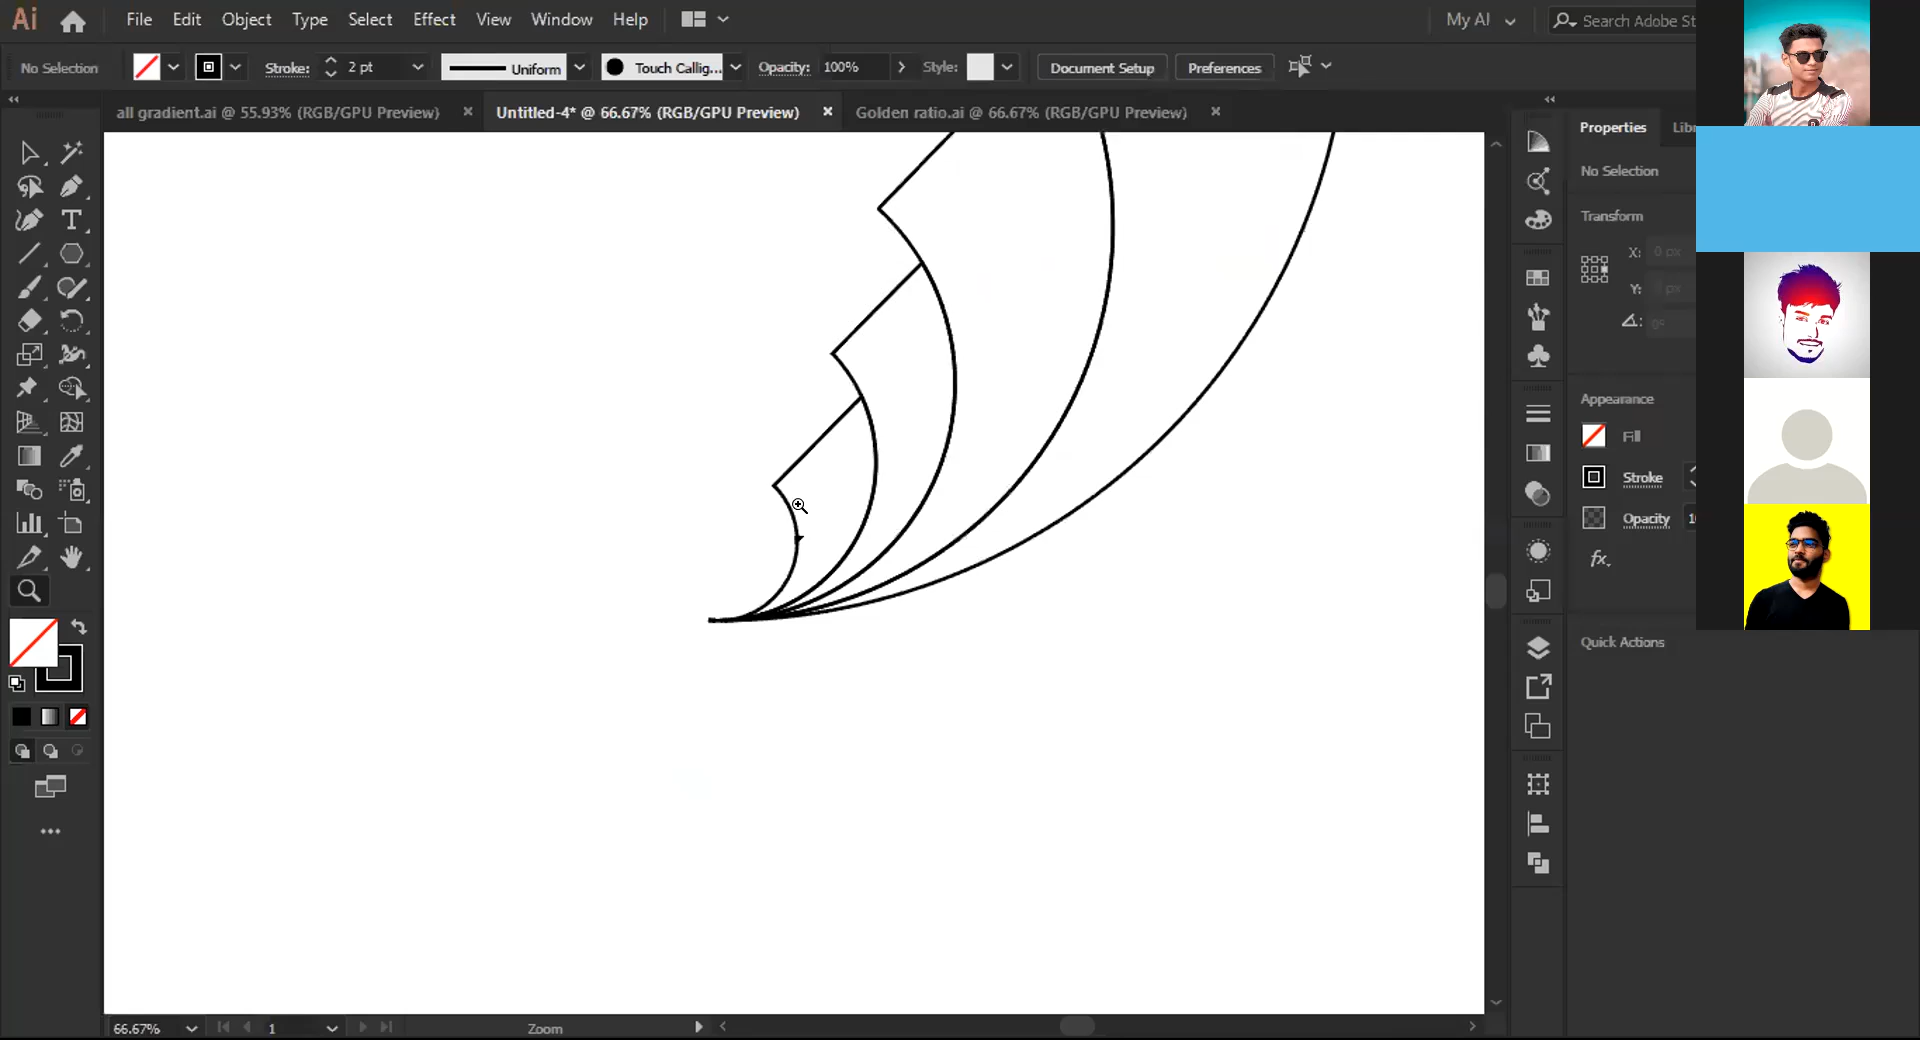 Ai File Edit Object Type Select Effect View Window Help My AI Search Adobe St
No Selection Stroke: 2 pt Uniform Touch Callig... Opacity: 100% Style: Document Setup Preferences
all gradient.ai @ 55.93% (RGB/GPU Preview) × Untitled-4* @ 66.67% (RGB/GPU Preview) × Golden ratio.ai @ 66.67% (RGB/GPU Preview) ×
Properties
No Selection
Transform
X: 0 px
Y:
Appearance
Fill
Stroke
Opacity
fx.
Quick Actions
66.67% 1 Zoom